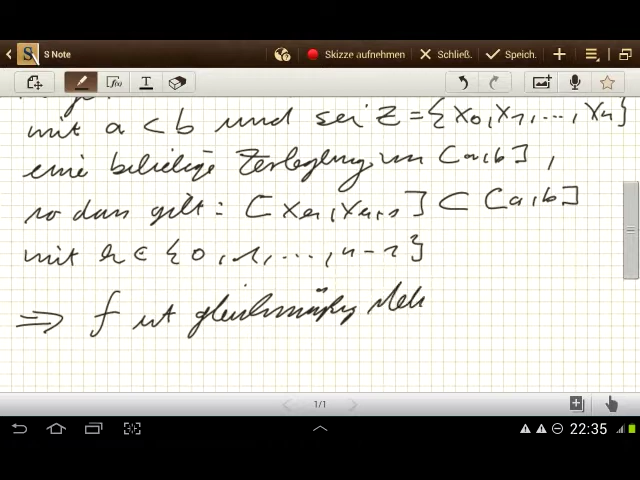 S Note
Skizze aufnehmen
Schließ.
Speich.
f(x)
T
mit a < b und sei Z = {x₀, x₁, ..., xₙ}
eine beliebige Zerlegung von [a, b],
so dass gilt: [xₖ, xₖ₊₁] ⊂ [a, b]
mit k ∈ {0, 1, ..., n-1}
⇒ f ist gleichmäßig stet
1/1
22:35